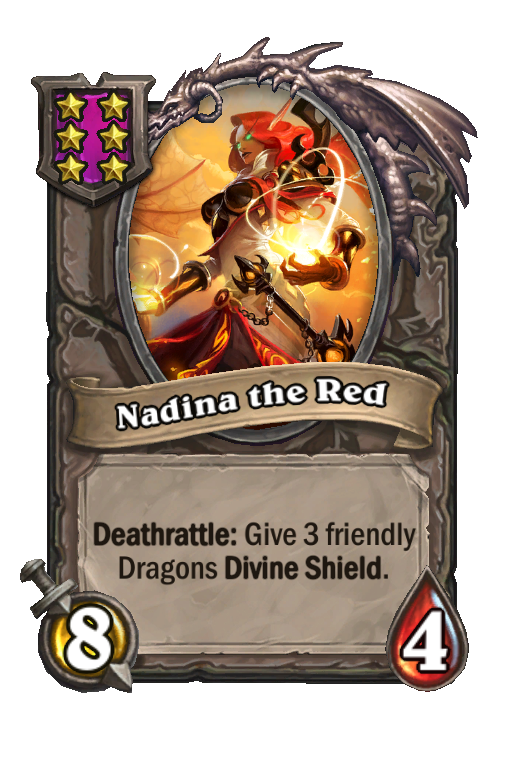 Nadina the Red
Deathrattle: Give 3 friendly
Dragons Divine Shield.
8
4